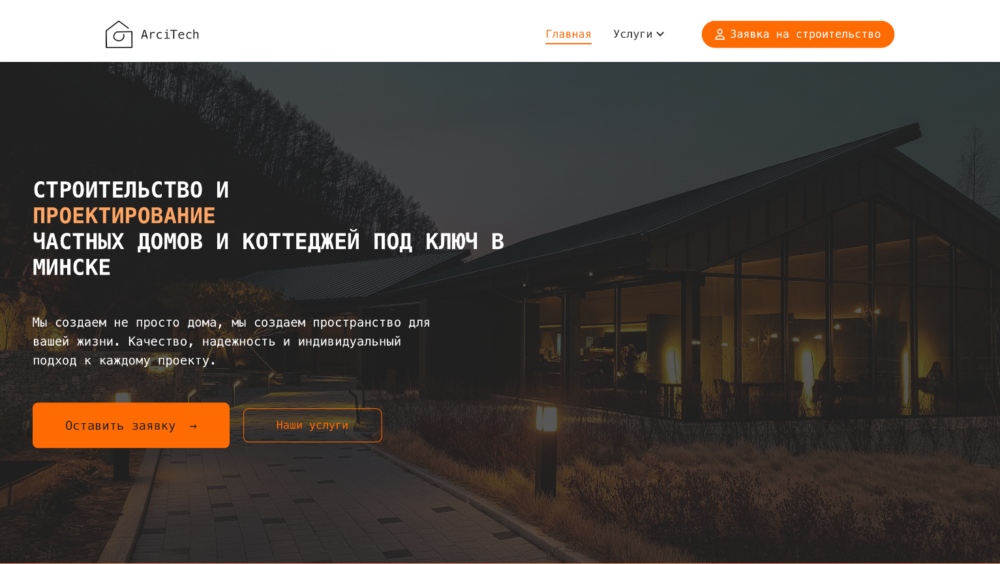 ArciTech
Главная
Услуги
Заявка на строительство
СТРОИТЕЛЬСТВО И
ПРОЕКТИРОВАНИЕ
ЧАСТНЫХ ДОМОВ И КОТТЕДЖЕЙ ПОД КЛЮЧ В
МИНСКЕ
Мы создаем не просто дома, мы создаем пространство для
вашей жизни. Качество, надежность и индивидуальный
подход к каждому проекту.
Оставить заявку →
Наши услуги